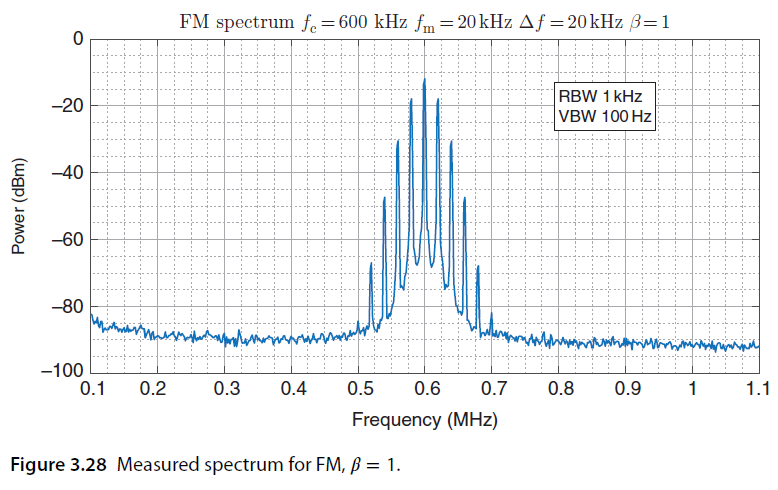 FM spectrum f_c = 600 kHz f_m = 20 kHz Δf = 20 kHz β = 1
0
−20
−40
−60
−80
−100
Power (dBm)
RBW 1 kHz
VBW 100 Hz
0.1 0.2 0.3 0.4 0.5 0.6 0.7 0.8 0.9 1 1.1
Frequency (MHz)
Figure 3.28 Measured spectrum for FM, β = 1.